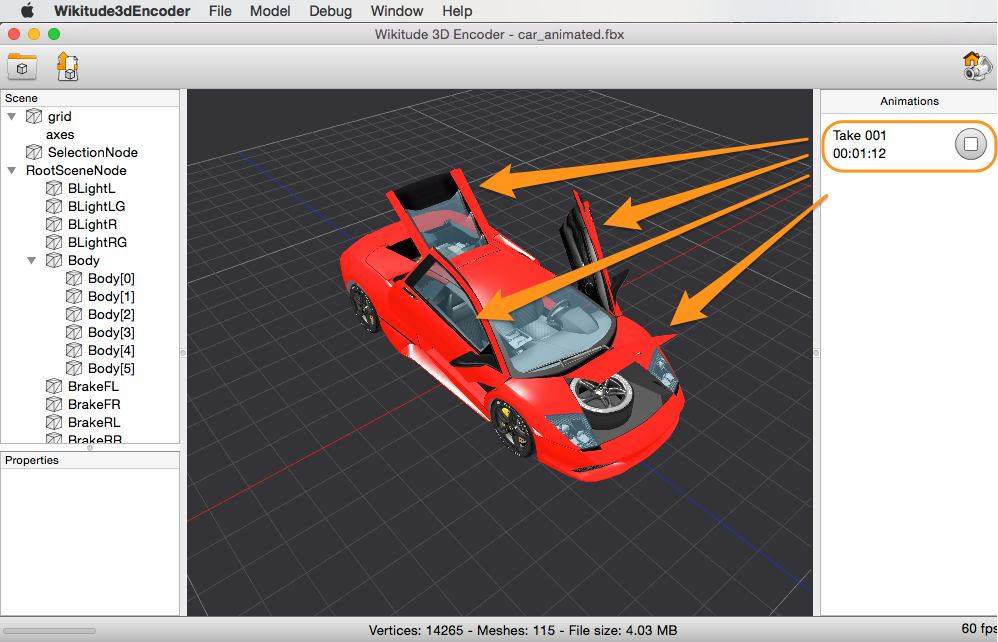 Wikitude3dEncoder File Model Debug Window Help
Wikitude 3D Encoder - car_animated.fbx
Scene
grid
axes
SelectionNode
RootSceneNode
BLightL
BLightLG
BLightR
BLightRG
Body
Body[0]
Body[1]
Body[2]
Body[3]
Body[4]
Body[5]
BrakeFL
BrakeFR
BrakeRL
BrakeRR
Properties
Animations
Take 001
00:01:12
Vertices: 14265 - Meshes: 115 - File size: 4.03 MB
60 fps